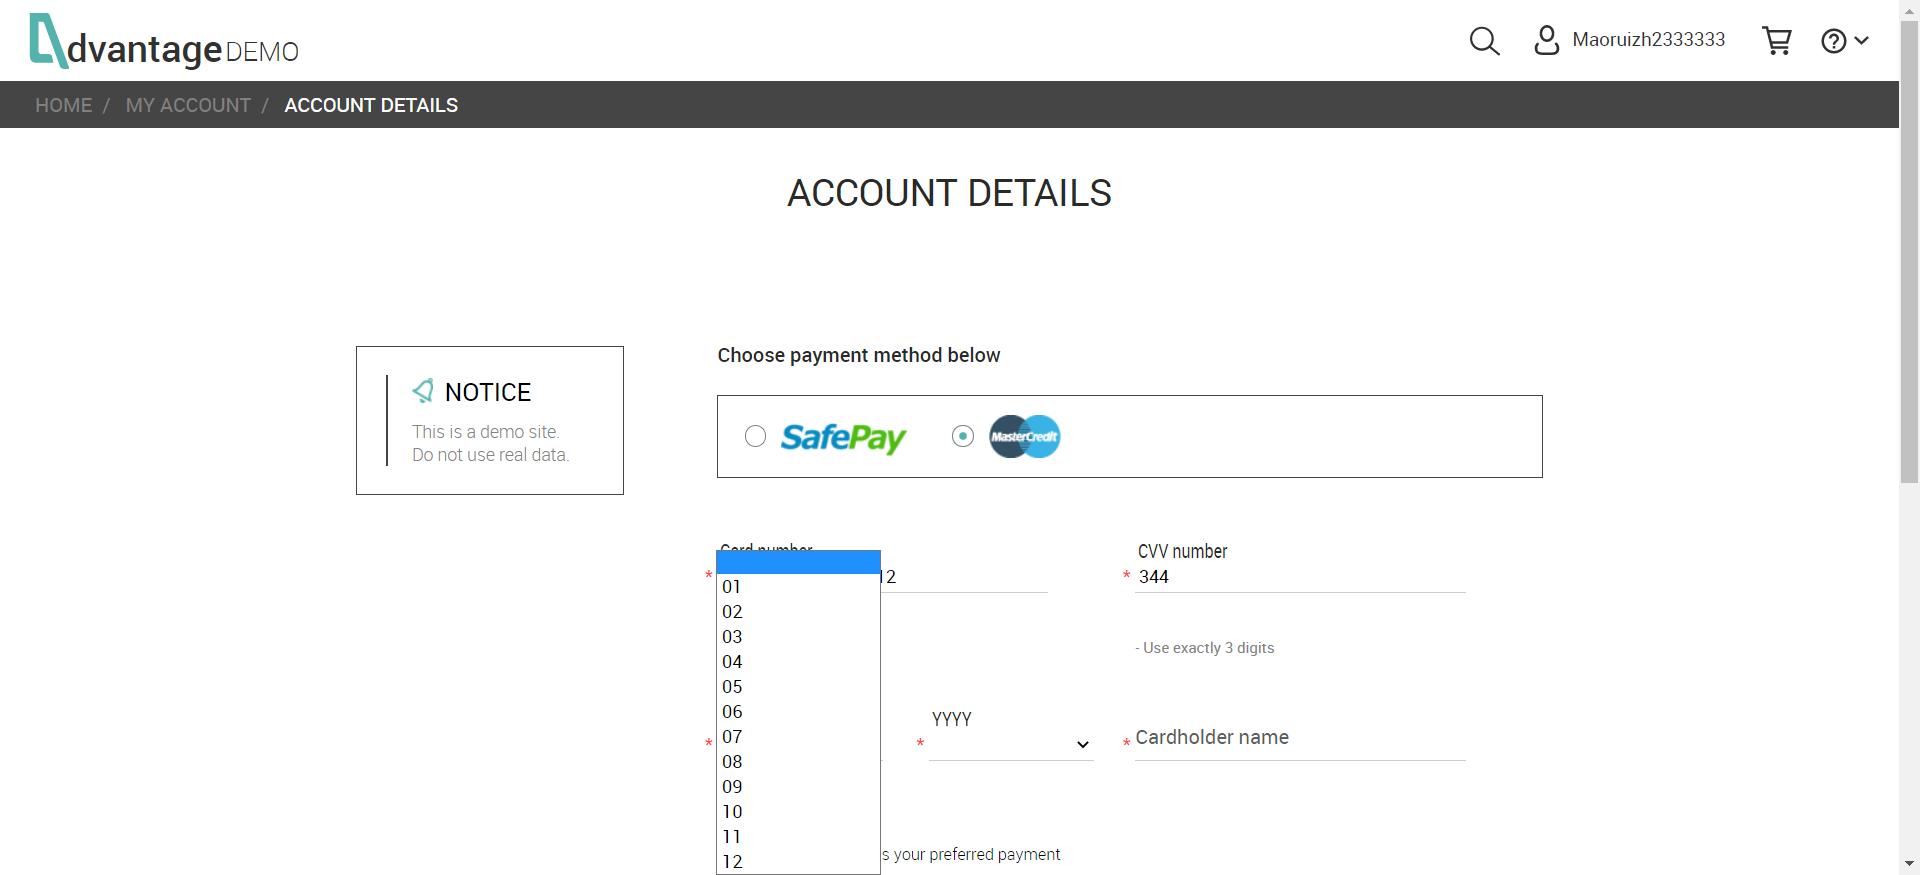 dvantage DEMO
Maoruizh2333333
HOME / MY ACCOUNT / ACCOUNT DETAILS
ACCOUNT DETAILS
NOTICE
This is a demo site.
Do not use real data.
Choose payment method below
SafePay
MasterCredit
Card number
* 12
CVV number
* 344
- Use exactly 3 digits
01
02
03
04
05
06
07
08
09
10
11
12
*
YYYY
*
* Cardholder name
s your preferred payment